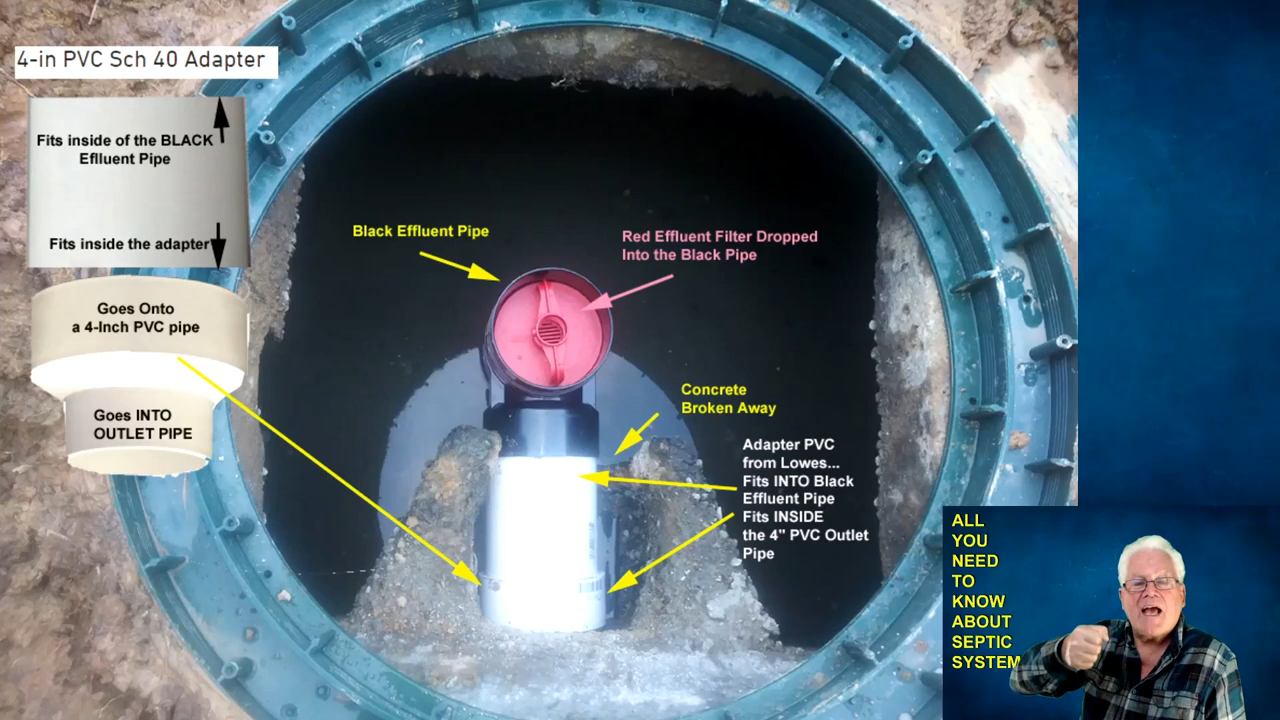 4-in PVC Sch 40 Adapter
Fits inside of the BLACK
Eflluent Pipe
Fits inside the adapter
Goes Onto
a 4-Inch PVC pipe
Goes INTO
OUTLET PIPE
Black Effluent Pipe
Red Effluent Filter Dropped
Into the Black Pipe
Concrete
Broken Away
Adapter PVC
from Lowes...
Fits INTO Black
Effluent Pipe
Fits INSIDE
the 4" PVC Outlet
Pipe
ALL
YOU
NEED
TO
KNOW
ABOUT
SEPTIC
SYSTEM